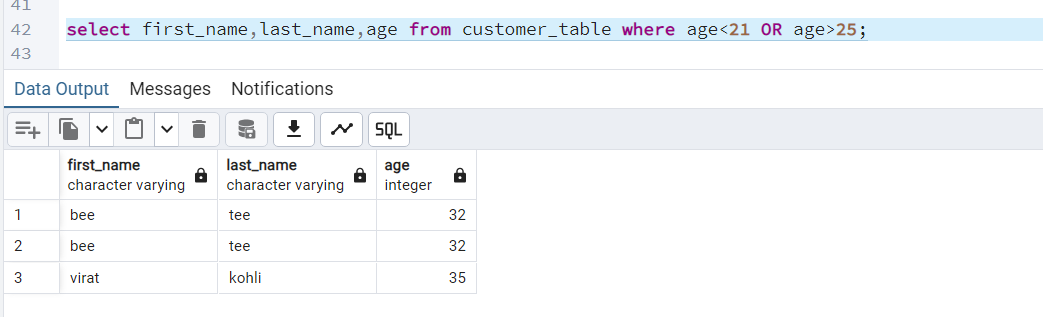 41
42 select first_name,last_name,age from customer_table where age<21 OR age>25;
43
Data Output Messages Notifications
SQL
first_name last_name age
character varying character varying integer
1 bee tee 32
2 bee tee 32
3 virat kohli 35